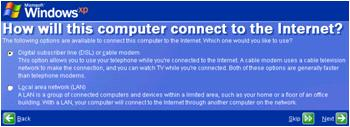 Microsoft
Windows xp
How will this computer connect to the Internet?
The following options are available to connect this computer to the Internet. Which one would you like to use?
Digital subscriber line (DSL) or cable modem
This option allows you to use your telephone while you're connected to the Internet. A cable modem uses a cable television
network to make the connection, and you can watch TV while you're connected. Both of these options are generally faster
than telephone modems.
Local area network (LAN)
A LAN is a group of connected computers and devices within a limited area, such as your home or a floor of an office
building. With a LAN, your computer will connect to the Internet through another computer on the network.
Back
Skip
Next